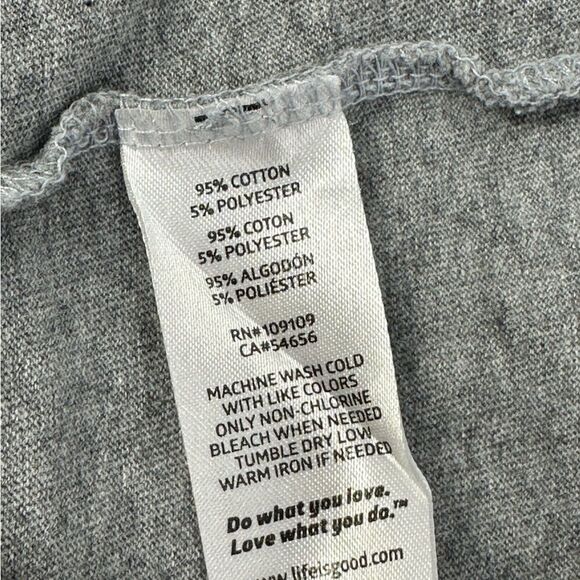 95% COTTON
5% POLYESTER
95% COTON
5% POLYESTER
95% ALGODÓN
5% POLIÉSTER
RN#109109
CA#54656
MACHINE WASH COLD
WITH LIKE COLORS
ONLY NON-CHLORINE
BLEACH WHEN NEEDED
TUMBLE DRY LOW
WARM IRON IF NEEDED
Do what you love.
Love what you do.™
www.lifeisgood.com